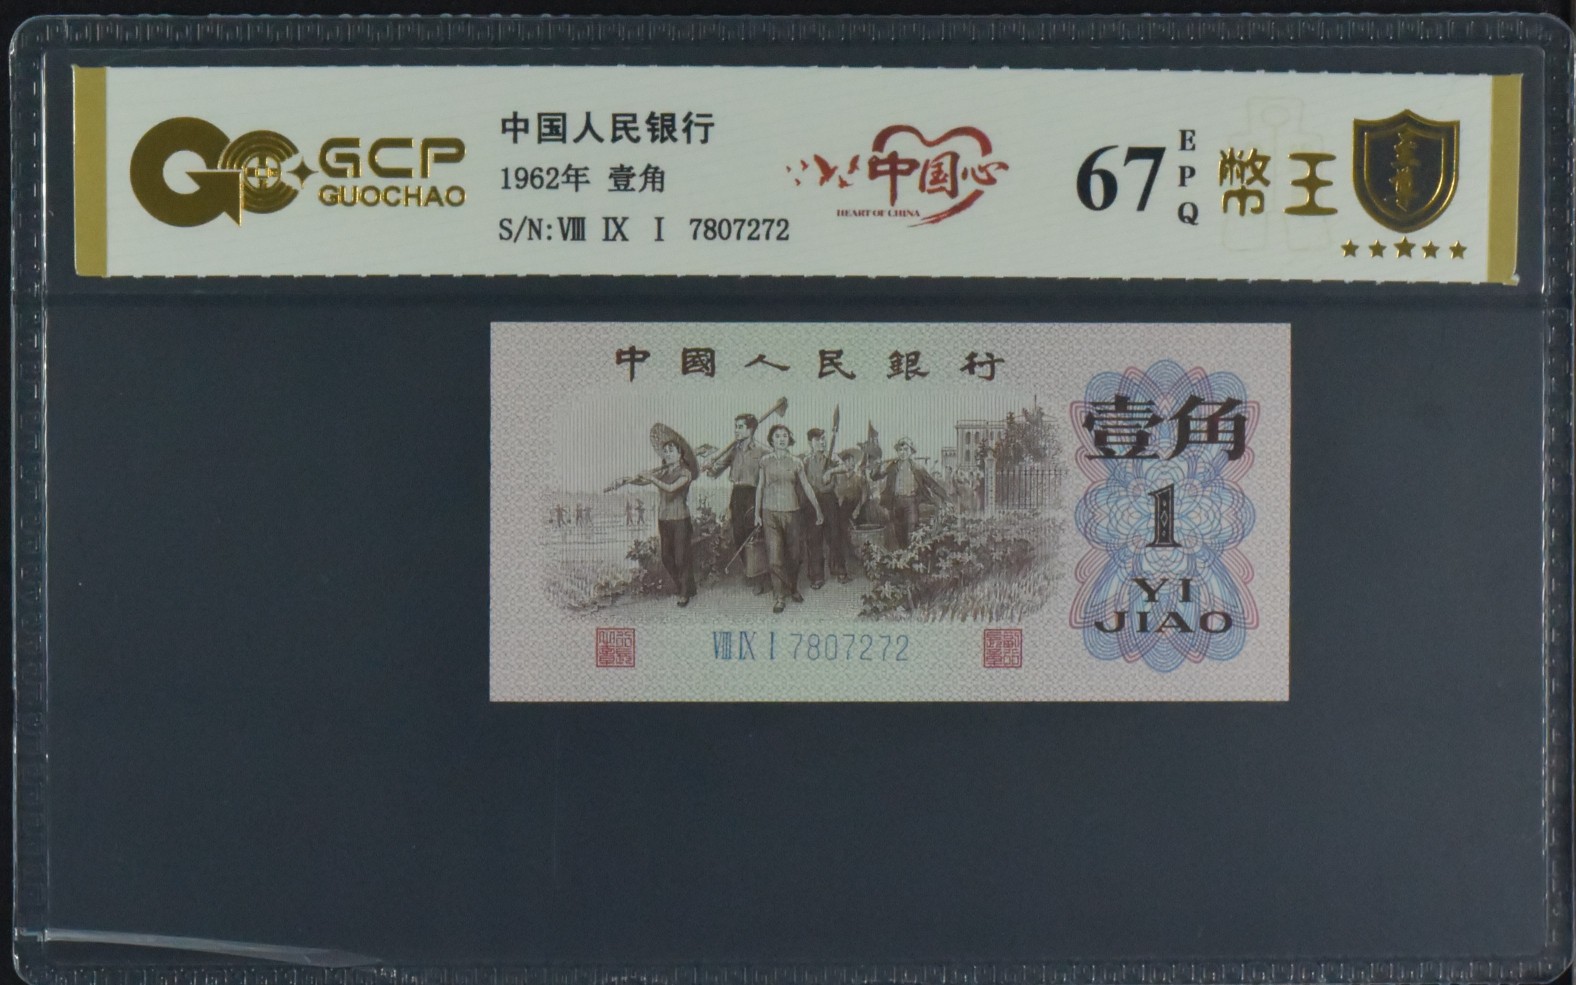 GCP
GUOCHAO
中国人民银行
1962年 壹角
S/N:Ⅷ Ⅸ Ⅰ 7807272
中国心
HEART OF CHINA
67
EPQ
幣王
中國人民銀行
壹角
1
YI
JIAO
Ⅷ Ⅸ Ⅰ 7807272